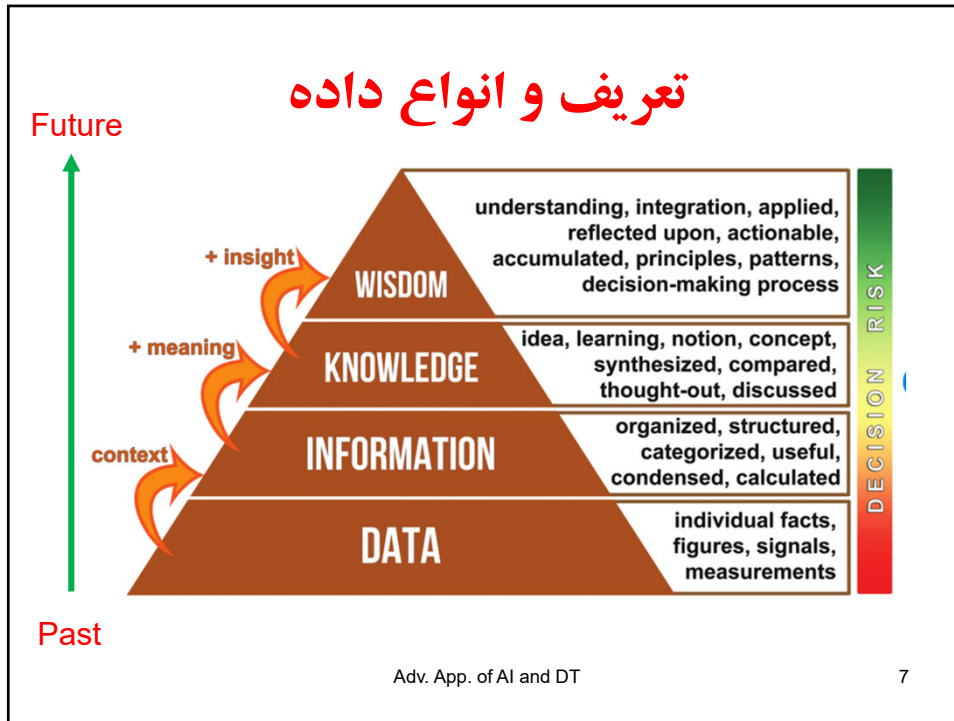 تعریف و انواع داده
Future
understanding, integration, applied,
reflected upon, actionable,
accumulated, principles, patterns,
decision-making process
+ insight
WISDOM
+ meaning
idea, learning, notion, concept,
synthesized, compared,
thought-out, discussed
KNOWLEDGE
context
organized, structured,
categorized, useful,
condensed, calculated
INFORMATION
individual facts,
figures, signals,
measurements
DATA
DECISION RISK
Past
Adv. App. of AI and DT
7